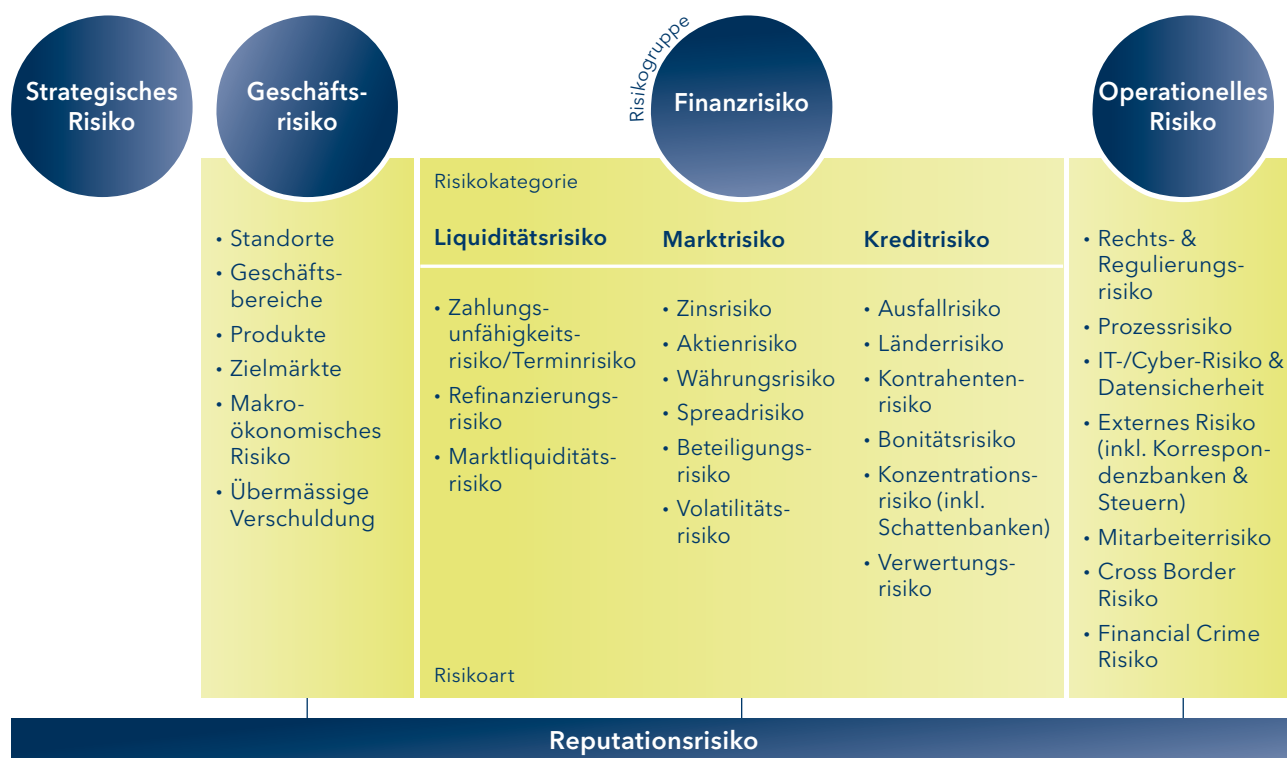 Strategisches
Risiko
Geschäfts-
risiko
Risikogruppe
Finanzrisiko
Operationelles
Risiko
• Standorte
• Geschäfts-
bereiche
• Produkte
• Zielmärkte
• Makro-
ökonomisches
Risiko
• Übermässige
Verschuldung
Risikokategorie
Liquiditätsrisiko
• Zahlungs-
unfähigkeits-
risiko/Terminrisiko
• Refinanzierungs-
risiko
• Marktliquiditäts-
risiko
Marktrisiko
• Zinsrisiko
• Aktienrisiko
• Währungsrisiko
• Spreadrisiko
• Beteiligungs-
risiko
• Volatilitäts-
risiko
Kreditrisiko
• Ausfallrisiko
• Länderrisiko
• Kontrahenten-
risiko
• Bonitätsrisiko
• Konzentrations-
risiko (inkl.
Schattenbanken)
• Verwertungs-
risiko
Risikoart
• Rechts- &
Regulierungs-
risiko
• Prozessrisiko
• IT-/Cyber-Risiko &
Datensicherheit
• Externes Risiko
(inkl. Korrespon-
denzbanken &
Steuern)
• Mitarbeiterrisiko
• Cross Border
Risiko
• Financial Crime
Risiko
Reputationsrisiko